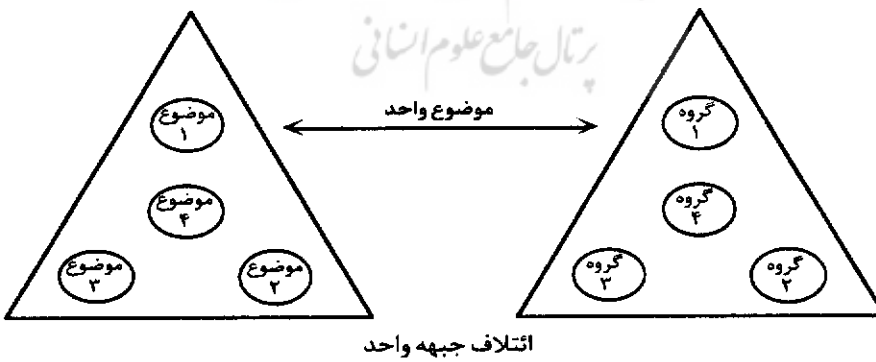 پرتال جامع علوم انسانی
موضوع واحد
گروه
۱
گروه
۴
گروه
۲
گروه
۳
موضوع
۱
موضوع
۴
موضوع
۲
موضوع
۳
ائتلاف جبهه واحد